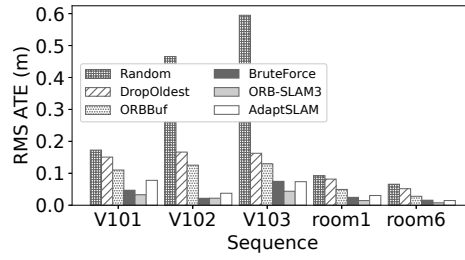 RMS ATE (m)
0.6
0.5
0.4
0.3
0.2
0.1
0.0
Random
DropOldest
ORBBuf
BruteForce
ORB-SLAM3
AdaptSLAM
V101 V102 V103 room1 room6
Sequence